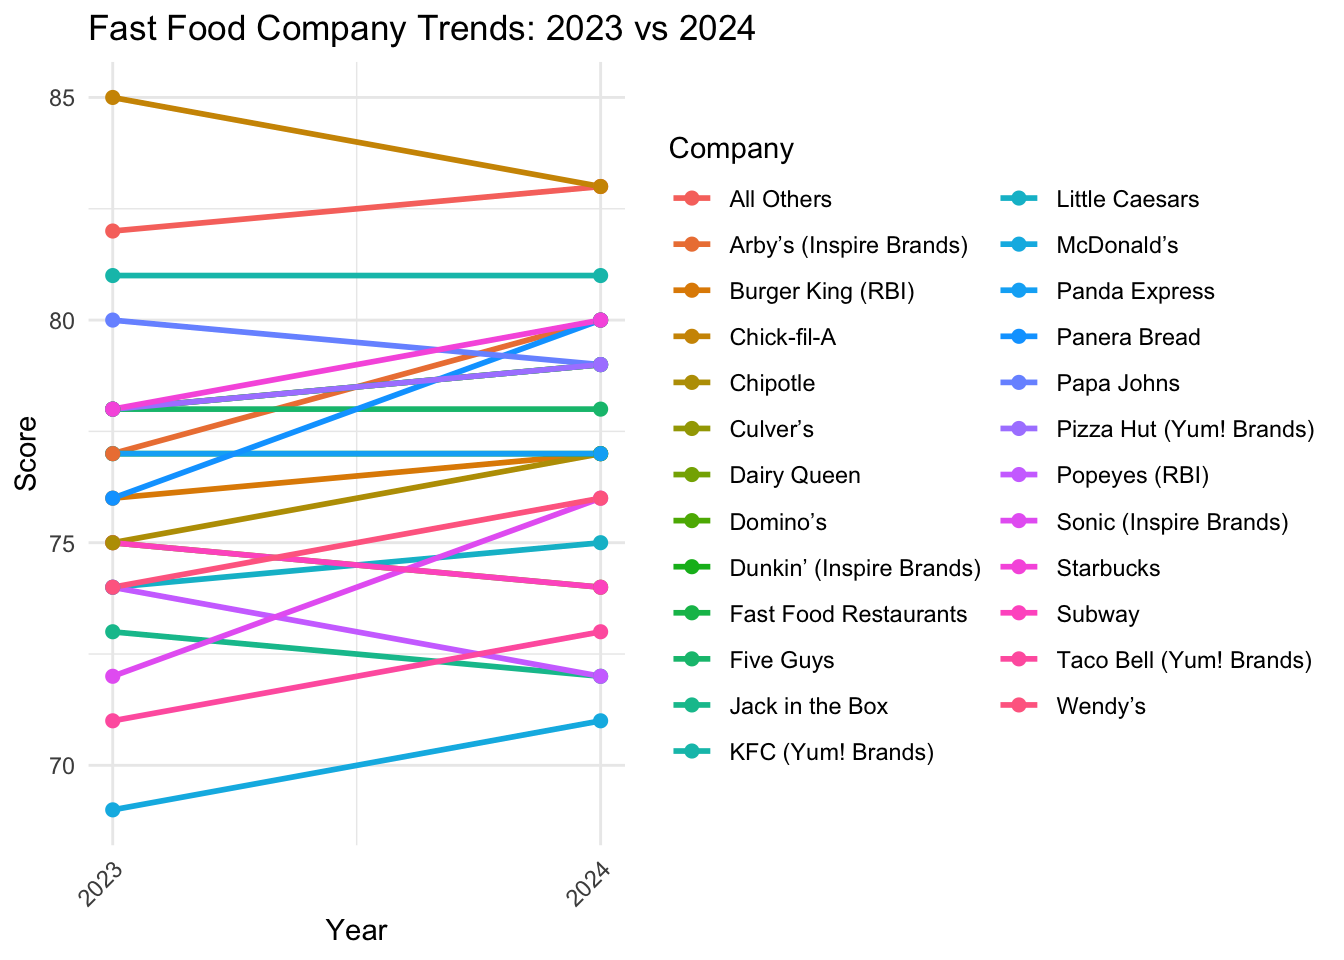 Fast Food Company Trends: 2023 vs 2024
85
80
75
70
Score
2023
2024
Year
Company
All Others
Arby’s (Inspire Brands)
Burger King (RBI)
Chick-fil-A
Chipotle
Culver’s
Dairy Queen
Domino’s
Dunkin’ (Inspire Brands)
Fast Food Restaurants
Five Guys
Jack in the Box
KFC (Yum! Brands)
Little Caesars
McDonald’s
Panda Express
Panera Bread
Papa Johns
Pizza Hut (Yum! Brands)
Popeyes (RBI)
Sonic (Inspire Brands)
Starbucks
Subway
Taco Bell (Yum! Brands)
Wendy’s